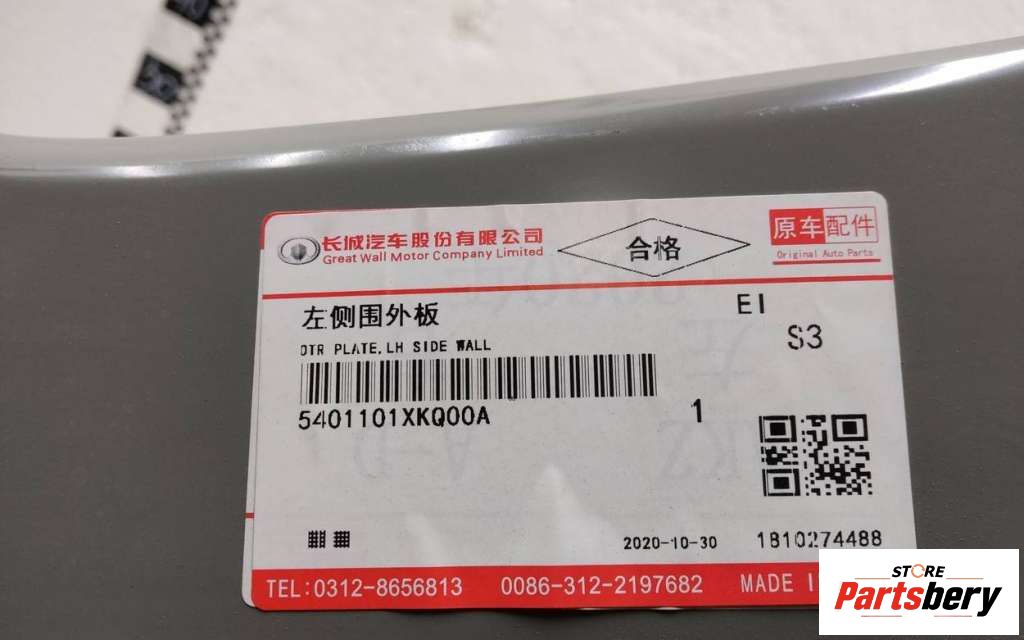 长城汽车股份有限公司
Great Wall Motor Company Limited
合格
原车配件
Original Auto Parts
左侧围外板
EI
S3
OTR PLATE,LH SIDE WALL
5401101XKQ00A
1
2020-10-30
1810274488
TEL:0312-8656813 0086-312-2197682 MADE I
STORE
Partsbery